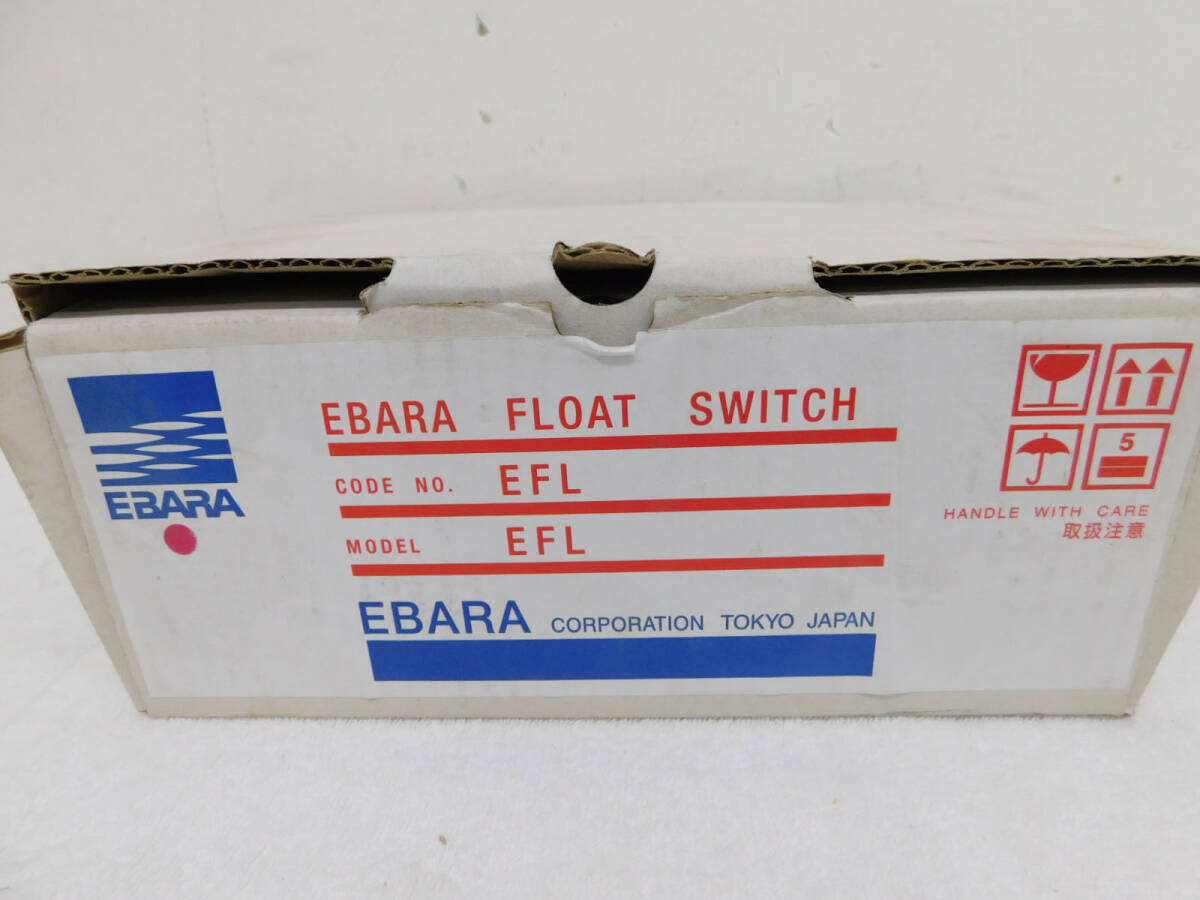 EBARA
EBARA FLOAT SWITCH
CODE NO. EFL
MODEL EFL
EBARA CORPORATION TOKYO JAPAN
5
HANDLE WITH CARE
取扱注意